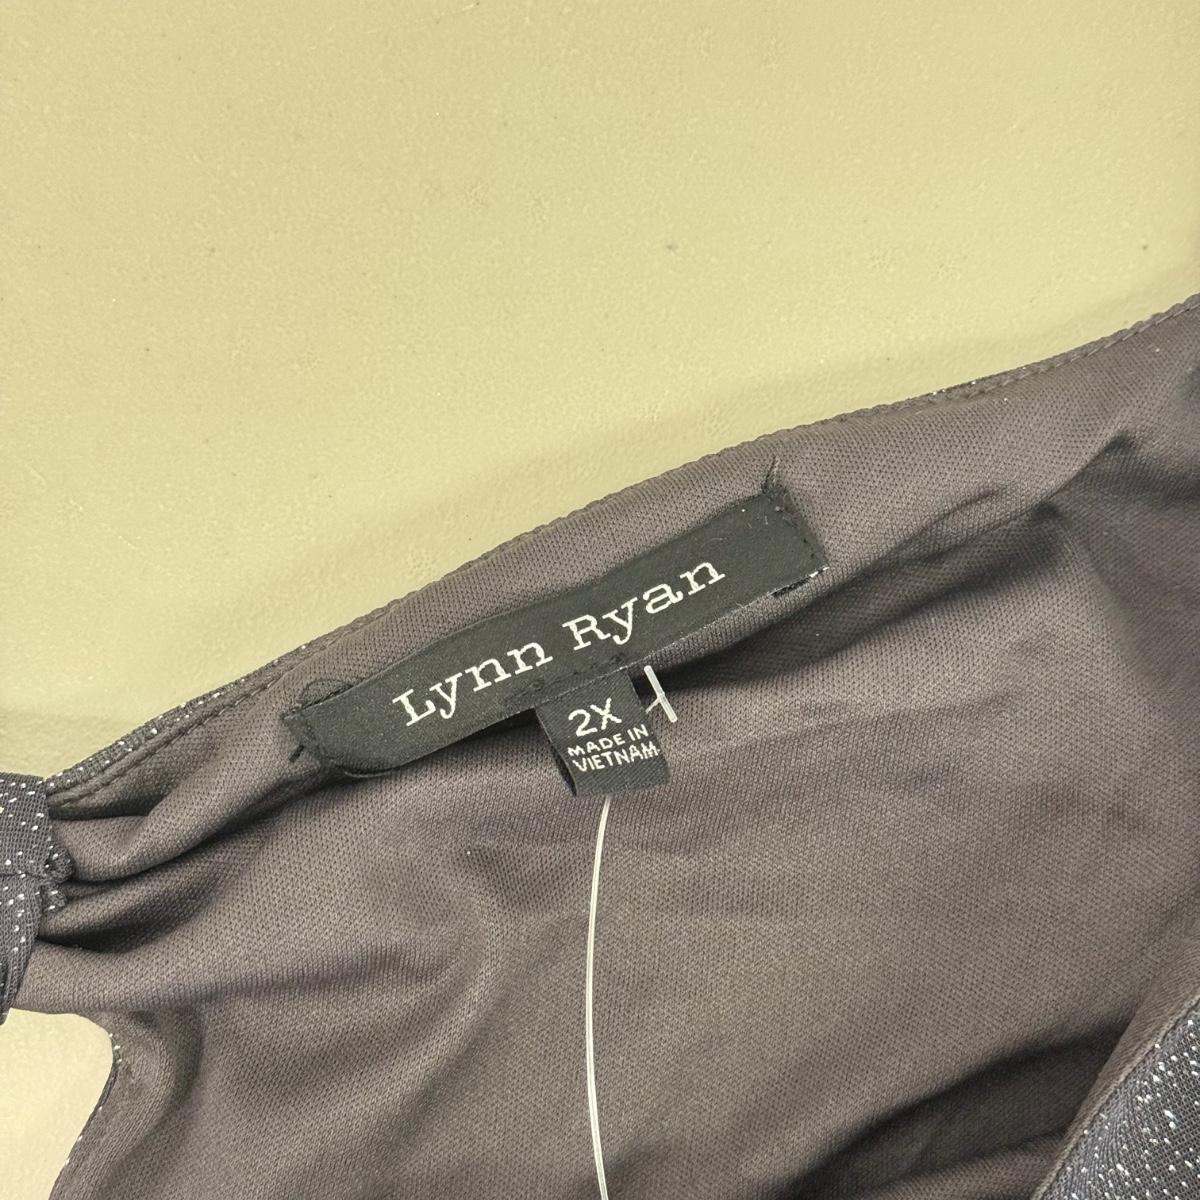 Lynn Ryan
2X
MADE IN
VIETNAM